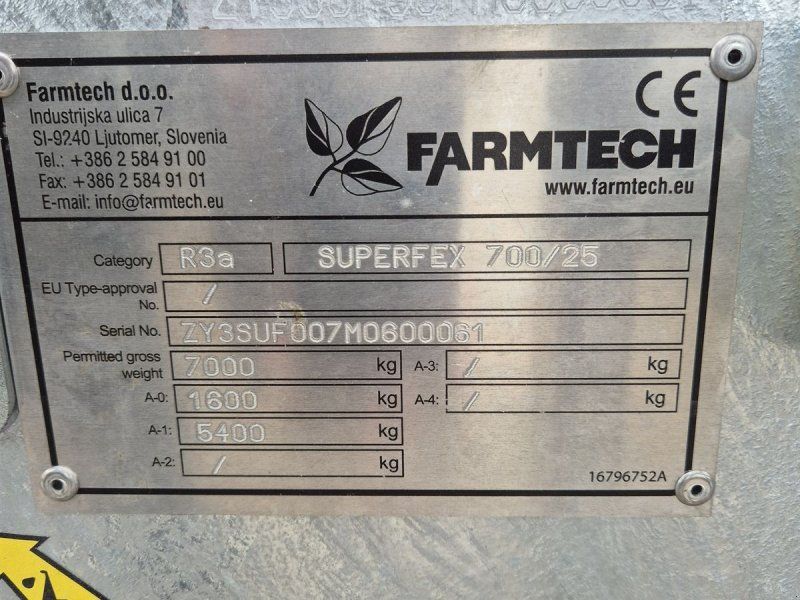 Farmtech d.o.o.
Industrijska ulica 7
SI-9240 Ljutomer, Slovenia
Tel.: +386 2 584 91 00
Fax: +386 2 584 91 01
E-mail: info@farmtech.eu
CE
FARMTECH
www.farmtech.eu
Category R3a SUPERFEX 700/25
EU Type-approval No. /
Serial No. ZY3SUF007M0600061
Permitted gross weight 7000 kg
A-0: 1600 kg
A-1: 5400 kg
A-2: / kg
A-3: / kg
A-4: / kg
16796752A